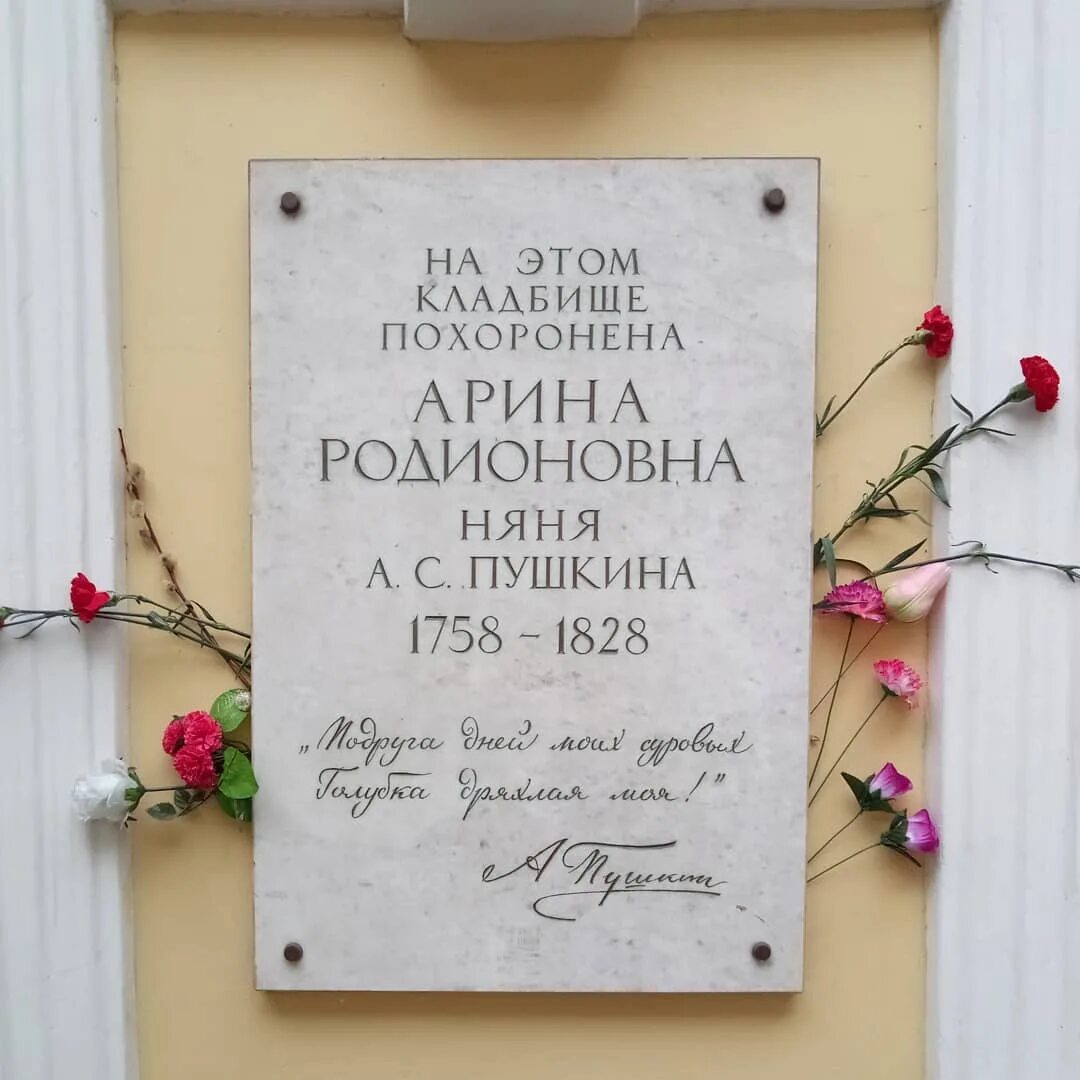 НА ЭТОМ
КЛАДБИЩЕ
ПОХОРОНЕНА
АРИНА
РОДИОНОВНА
НЯНЯ
А. С. ПУШКИНА
1758 – 1828
„Подруга дней моих суровых
Голубка дряхлая моя!”
А Пушкин